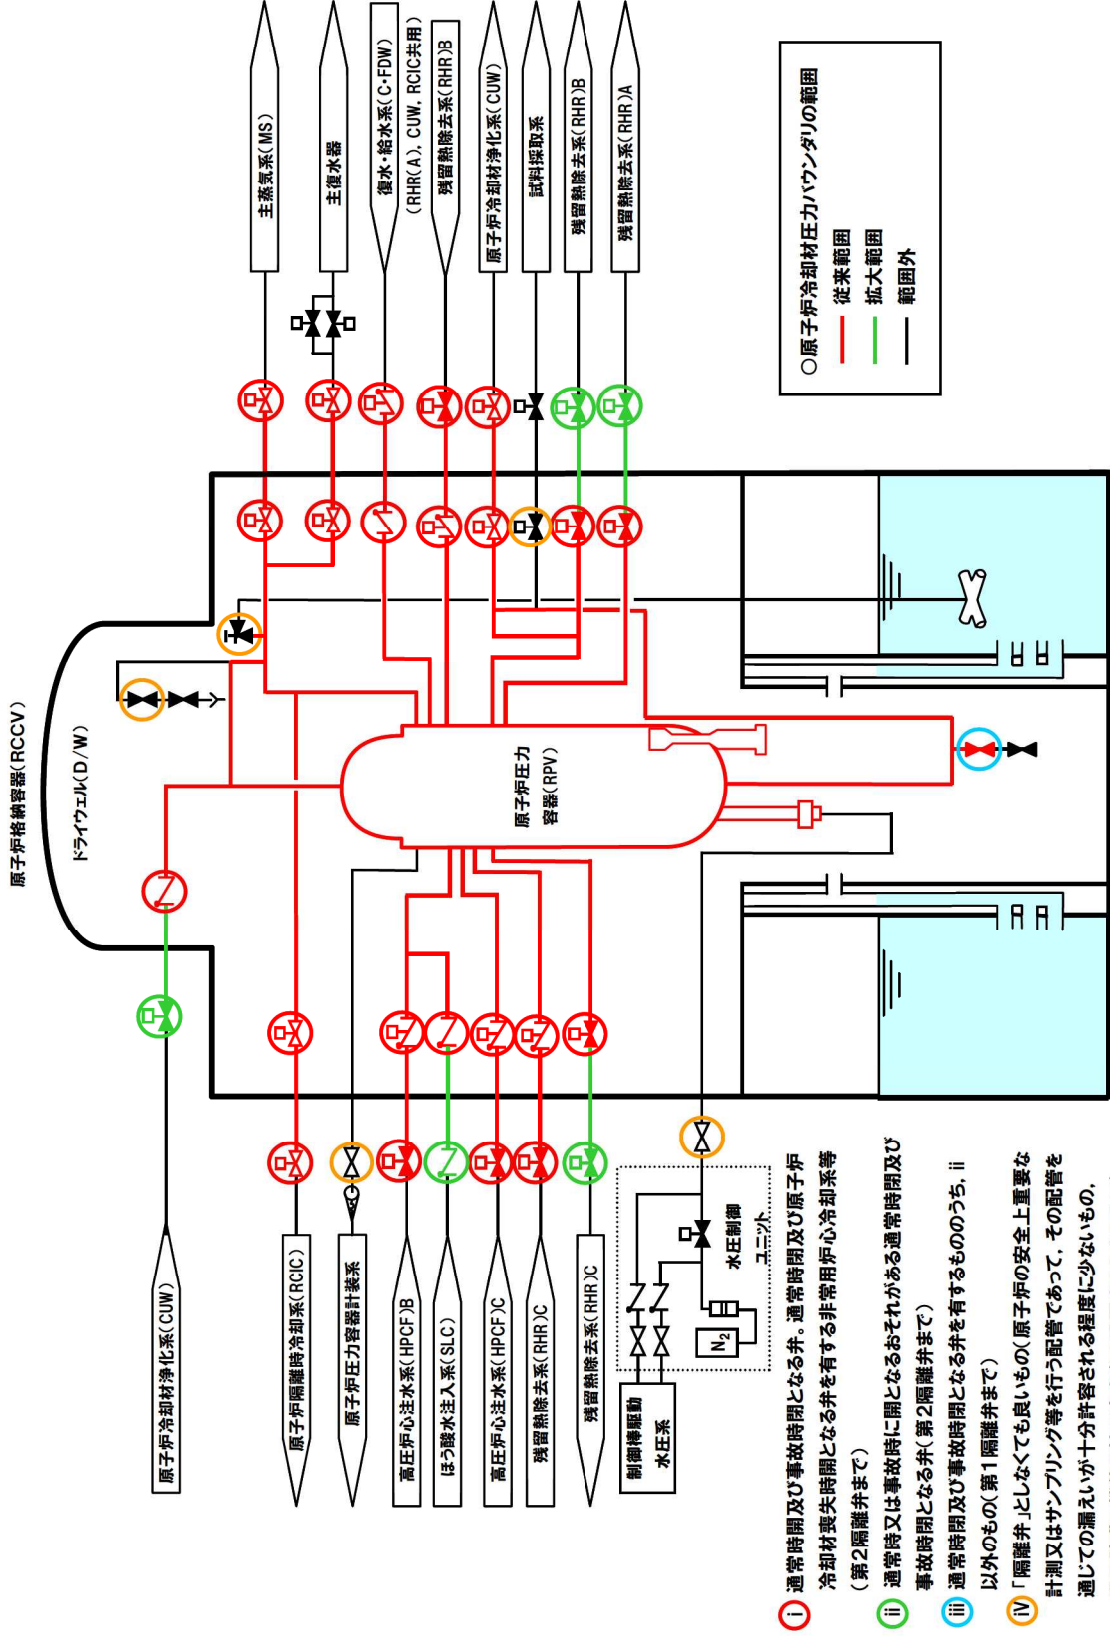 原子炉格納容器(RCCV)
ドライウェル(D/W)
原子炉圧力
容器(RPV)
主蒸気系(MS)
主復水器
復水・給水系(C・FDW)
(RHR(A), CUW, RCIC共用)
残留熱除去系(RHR)B
原子炉冷却材浄化系(CUW)
試料採取系
残留熱除去系(RHR)B
残留熱除去系(RHR)A
○原子炉冷却材圧力バウンダリの範囲
従来範囲
拡大範囲
範囲外
原子炉冷却材浄化系(CUW)
原子炉隔離時冷却系(RCIC)
原子炉圧力容器計装系
高圧炉心注水系(HPCF)B
ほう酸水注入系(SLC)
高圧炉心注水系(HPCF)C
残留熱除去系(RHR)C
残留熱除去系(RHR)C
制御棒駆動
水圧系
水圧制御
ユニット
N2
i 通常時開及び事故時閉となる弁。通常時閉及び原子炉
冷却材喪失時開となる弁を有する非常用炉心冷却系等
(第2隔離弁まで)
ii 通常時又は事故時に開となるおそれがある通常時閉及び
事故時閉となる弁(第2隔離弁まで)
iii 通常時閉及び事故時閉となる弁を有するもののうち, ii
以外のもの(第1隔離弁まで)
iv 「隔離弁」としなくても良いもの(原子炉の安全上重要な
計測又はサンプリング等を行う配管であって, その配管を
通じての漏えいが十分許容される程度に少ないもの,